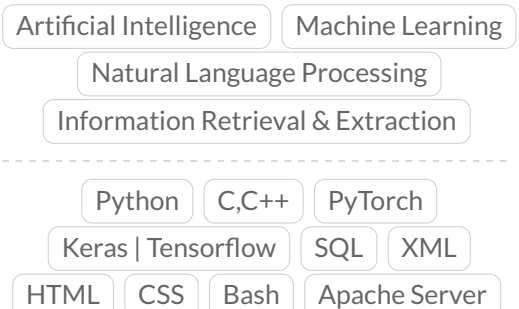 Artificial Intelligence Machine Learning
Natural Language Processing
Information Retrieval & Extraction
Python C,C++ PyTorch
Keras | Tensorflow SQL XML
HTML CSS Bash Apache Server